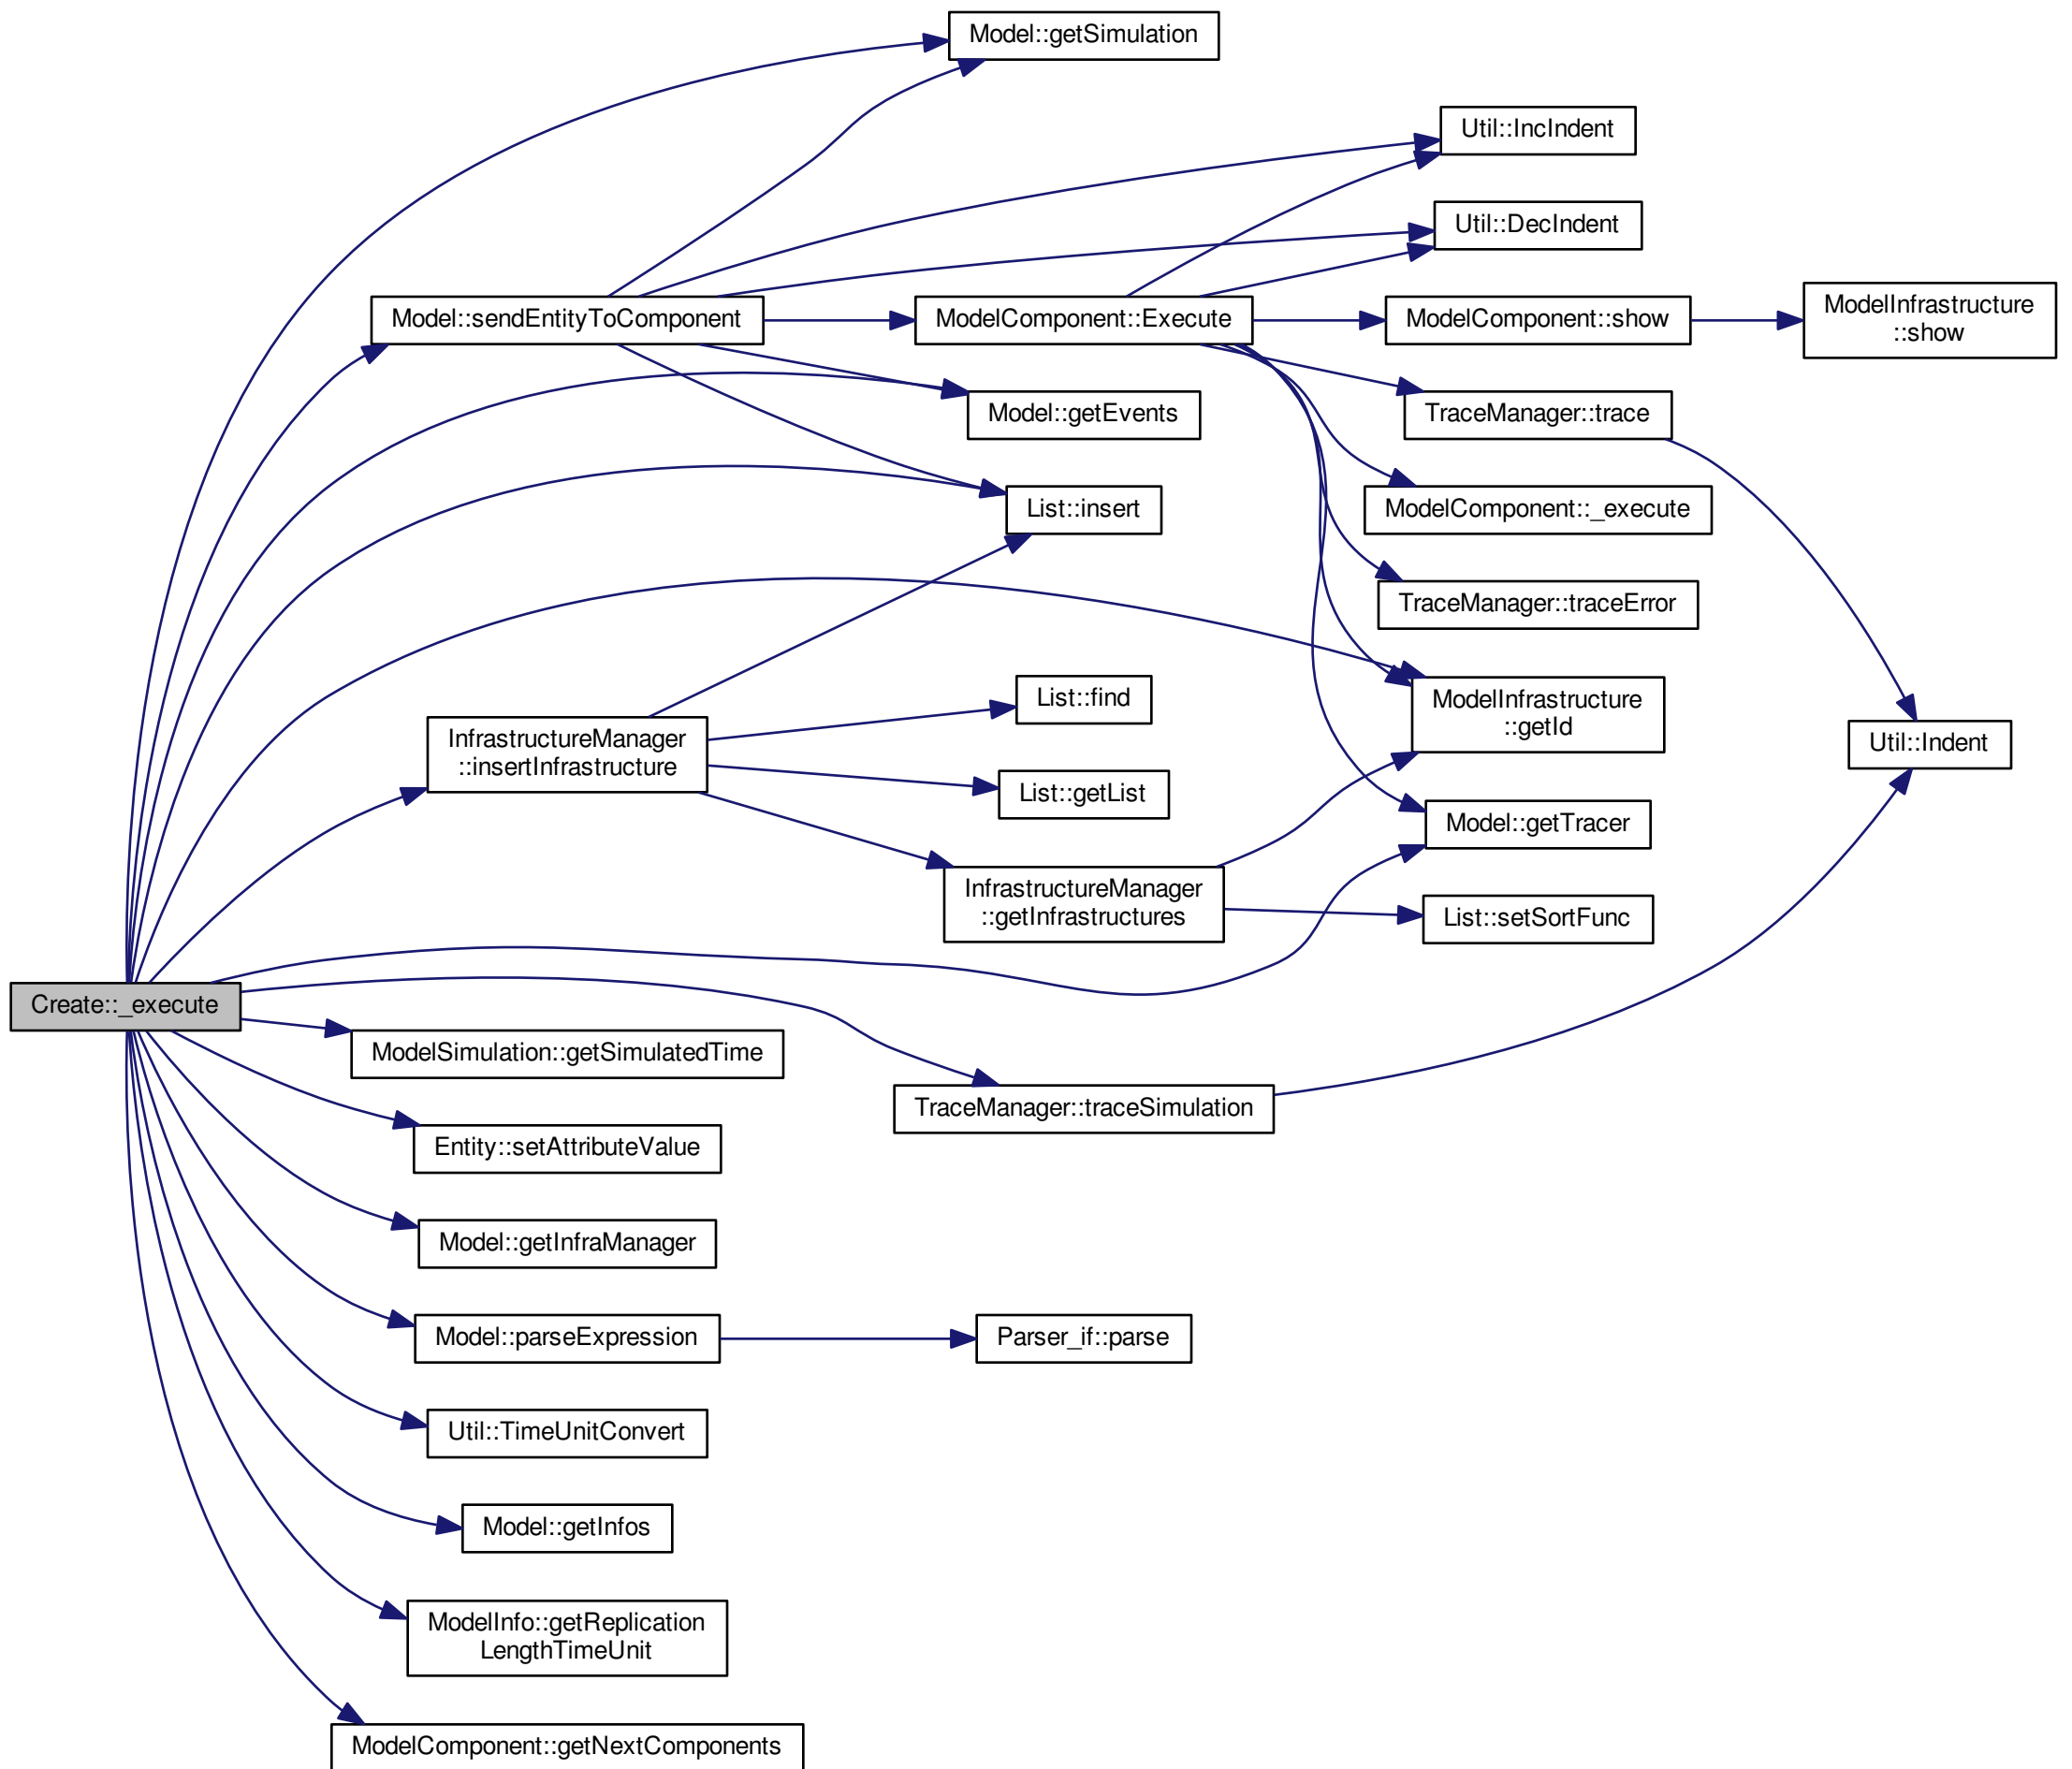 Model::getSimulation
Util::IncIndent
Util::DecIndent
Model::sendEntityToComponent
ModelComponent::Execute
ModelComponent::show
ModelInfrastructure
::show
Model::getEvents
TraceManager::trace
List::insert
ModelComponent::_execute
TraceManager::traceError
List::find
ModelInfrastructure
::getId
InfrastructureManager
::insertInfrastructure
Util::Indent
List::getList
Model::getTracer
InfrastructureManager
::getInfrastructures
List::setSortFunc
Create::_execute
ModelSimulation::getSimulatedTime
TraceManager::traceSimulation
Entity::setAttributeValue
Model::getInfraManager
Model::parseExpression
Parser_if::parse
Util::TimeUnitConvert
Model::getInfos
ModelInfo::getReplication
LengthTimeUnit
ModelComponent::getNextComponents